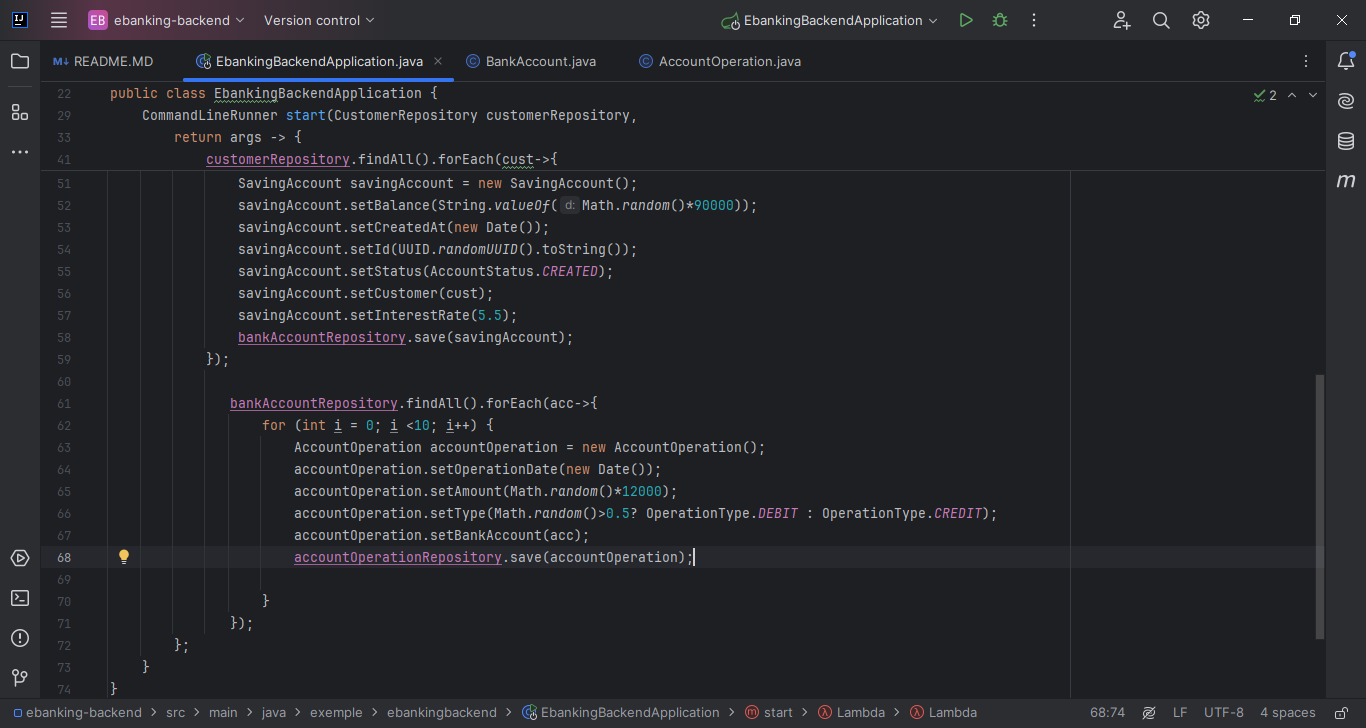 IJ EB ebanking-backend Version control EbankingBackendApplication
M↓ README.MD EbankingBackendApplication.java BankAccount.java AccountOperation.java
22 public class EbankingBackendApplication { 2
29 CommandLineRunner start(CustomerRepository customerRepository,
33 return args -> {
41 customerRepository.findAll().forEach(cust->{
51 SavingAccount savingAccount = new SavingAccount();
52 savingAccount.setBalance(String.valueOf( d: Math.random()*90000));
53 savingAccount.setCreatedAt(new Date());
54 savingAccount.setId(UUID.randomUUID().toString());
55 savingAccount.setStatus(AccountStatus.CREATED);
56 savingAccount.setCustomer(cust);
57 savingAccount.setInterestRate(5.5);
58 bankAccountRepository.save(savingAccount);
59 });
60
61 bankAccountRepository.findAll().forEach(acc->{
62 for (int i = 0; i <10; i++) {
63 AccountOperation accountOperation = new AccountOperation();
64 accountOperation.setOperationDate(new Date());
65 accountOperation.setAmount(Math.random()*12000);
66 accountOperation.setType(Math.random()>0.5? OperationType.DEBIT : OperationType.CREDIT);
67 accountOperation.setBankAccount(acc);
68 accountOperationRepository.save(accountOperation);
69
70 }
71 });
72 };
73 }
74 }
ebanking-backend > src > main > java > exemple > ebankingbackend > EbankingBackendApplication > m start > λ Lambda > λ Lambda 68:74 LF UTF-8 4 spaces